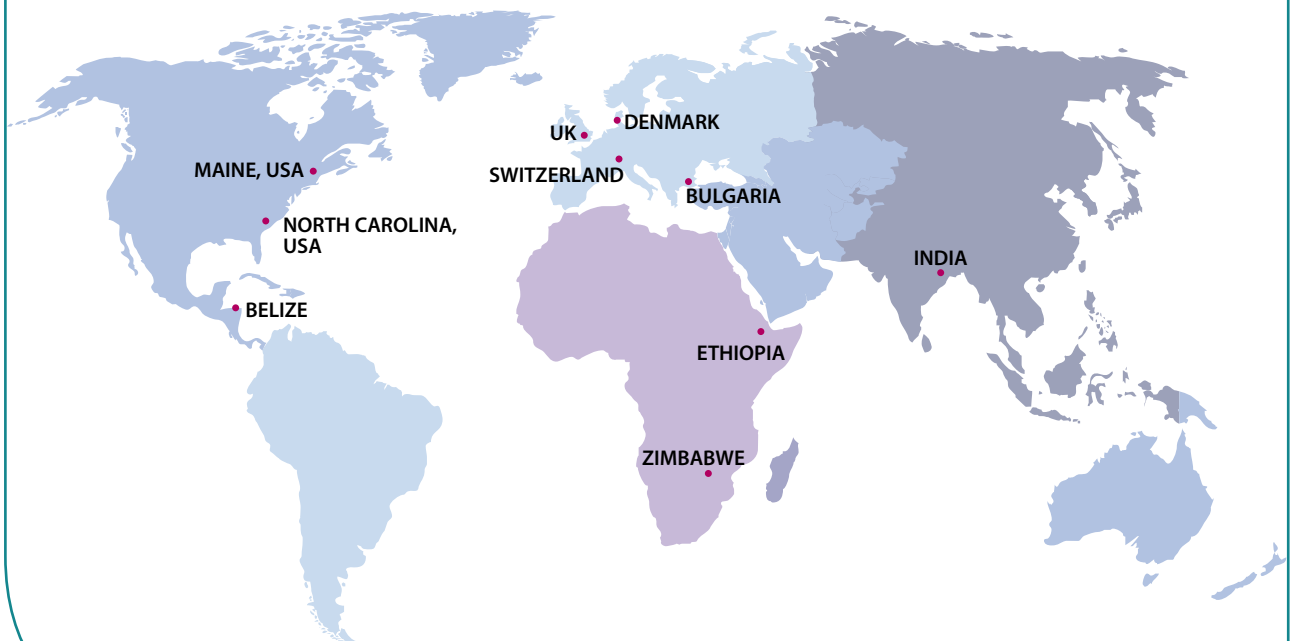 UK
DENMARK
MAINE, USA
SWITZERLAND
BULGARIA
NORTH CAROLINA,
USA
INDIA
BELIZE
ETHIOPIA
ZIMBABWE